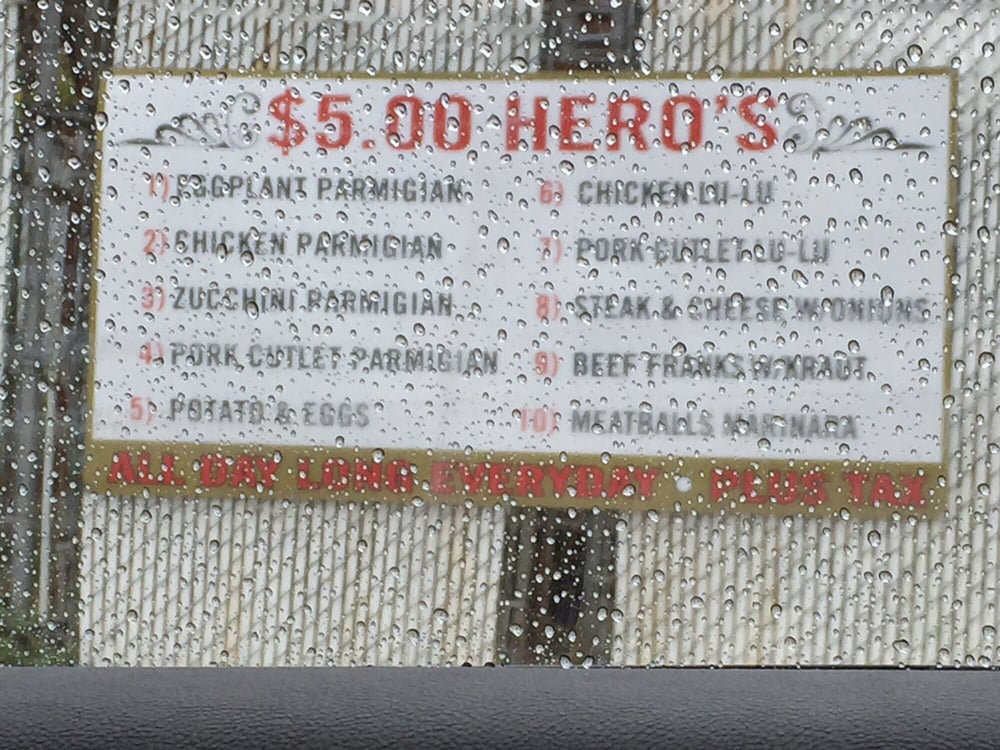 $5.00 HERO'S
1) EGGPLANT PARMIGIAN
2) CHICKEN PARMIGIAN
3) ZUCCHINI PARMIGIAN
4) PORK CUTLET PARMIGIAN
5) POTATO & EGGS
6) CHICKEN LU-LU
7) PORK CUTLET LU-LU
8) STEAK & CHEESE W/ONIONS
9) BEEF FRANKS W/KRAUT
10) MEATBALLS MARINARA
ALL DAY LONG EVERYDAY • PLUS TAX